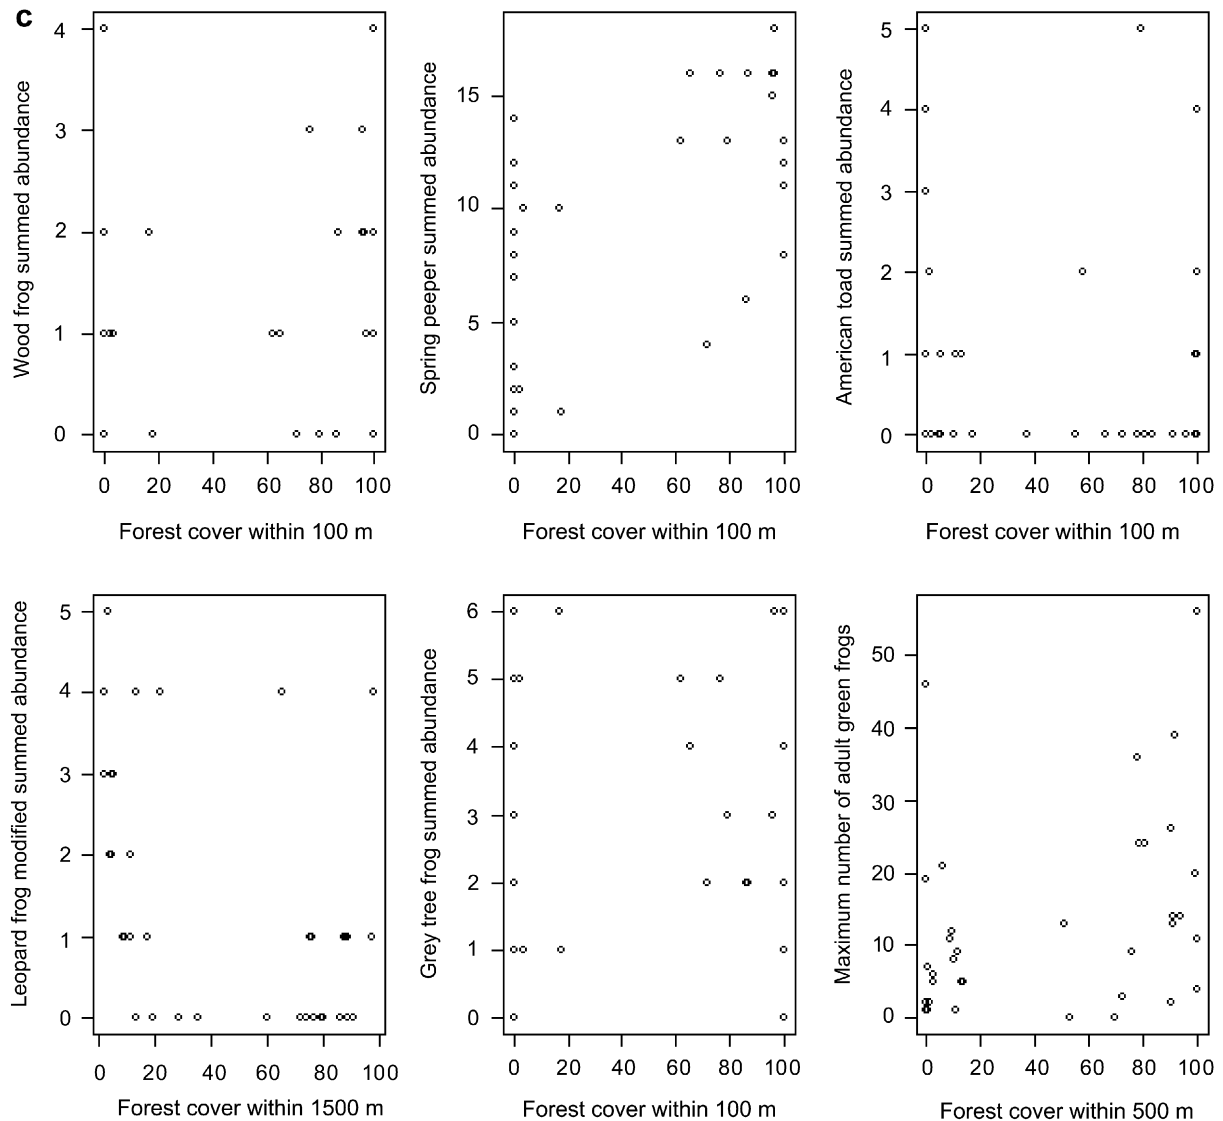 c
Wood frog summed abundance
4
3
2
1
0
0 20 40 60 80 100
Forest cover within 100 m
Spring peeper summed abundance
15
10
5
0
0 20 40 60 80 100
Forest cover within 100 m
American toad summed abundance
5
4
3
2
1
0
0 20 40 60 80 100
Forest cover within 100 m
Leopard frog modified summed abundance
5
4
3
2
1
0
0 20 40 60 80 100
Forest cover within 1500 m
Grey tree frog summed abundance
6
5
4
3
2
1
0
0 20 40 60 80 100
Forest cover within 100 m
Maximum number of adult green frogs
50
40
30
20
10
0
0 20 40 60 80 100
Forest cover within 500 m